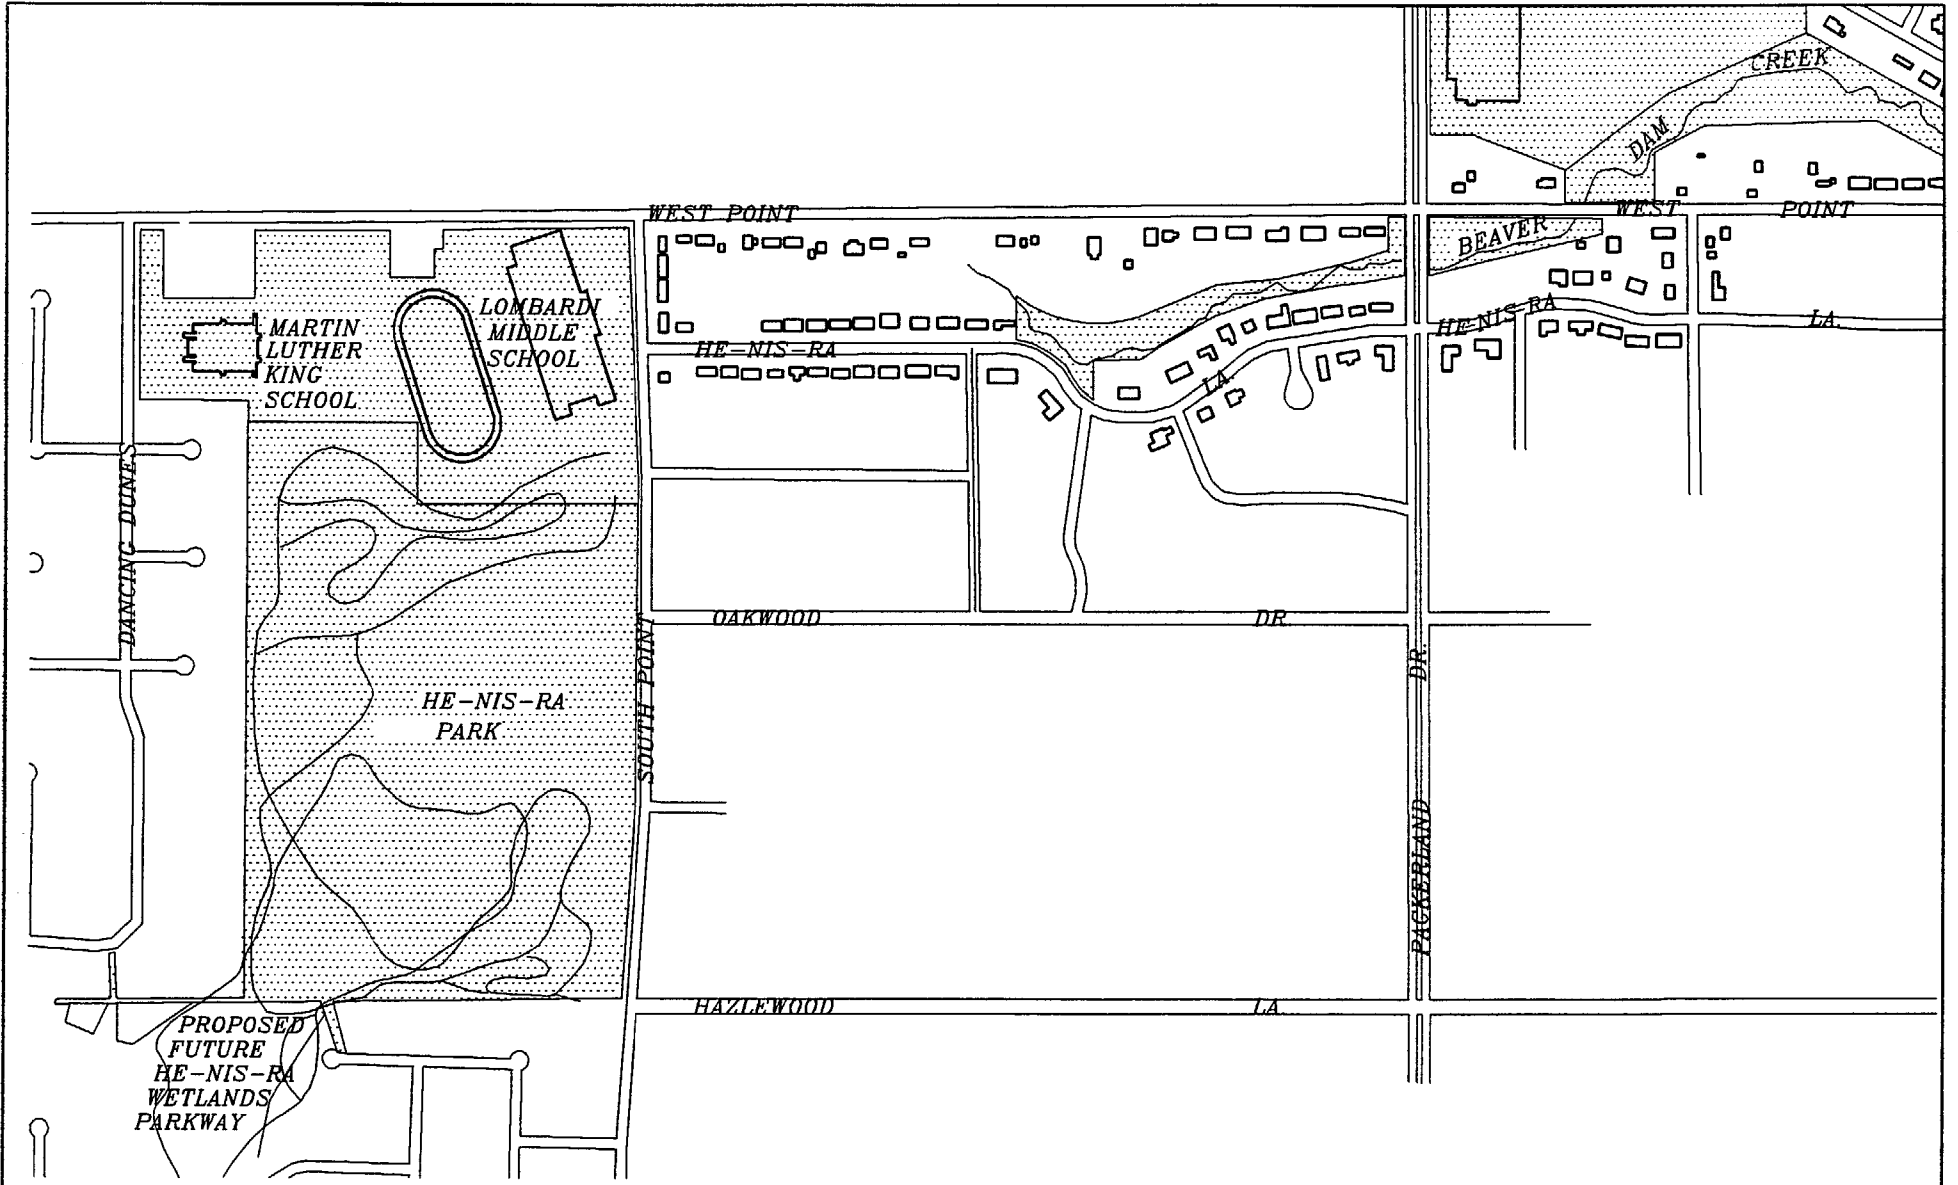 CREEK
DAM
WEST POINT
WEST POINT
BEAVER
LOMBARDI
MIDDLE
SCHOOL
MARTIN
LUTHER
KING
SCHOOL
HE-NIS-RA
LA.
HE-NIS-RA
LA.
DANCING DUNES
OAKWOOD DR.
SOUTH POINT
HE-NIS-RA
PARK
PACKERLAND DR.
HAZLEWOOD LA.
PROPOSED
FUTURE
HE-NIS-RA
WETLANDS
PARKWAY